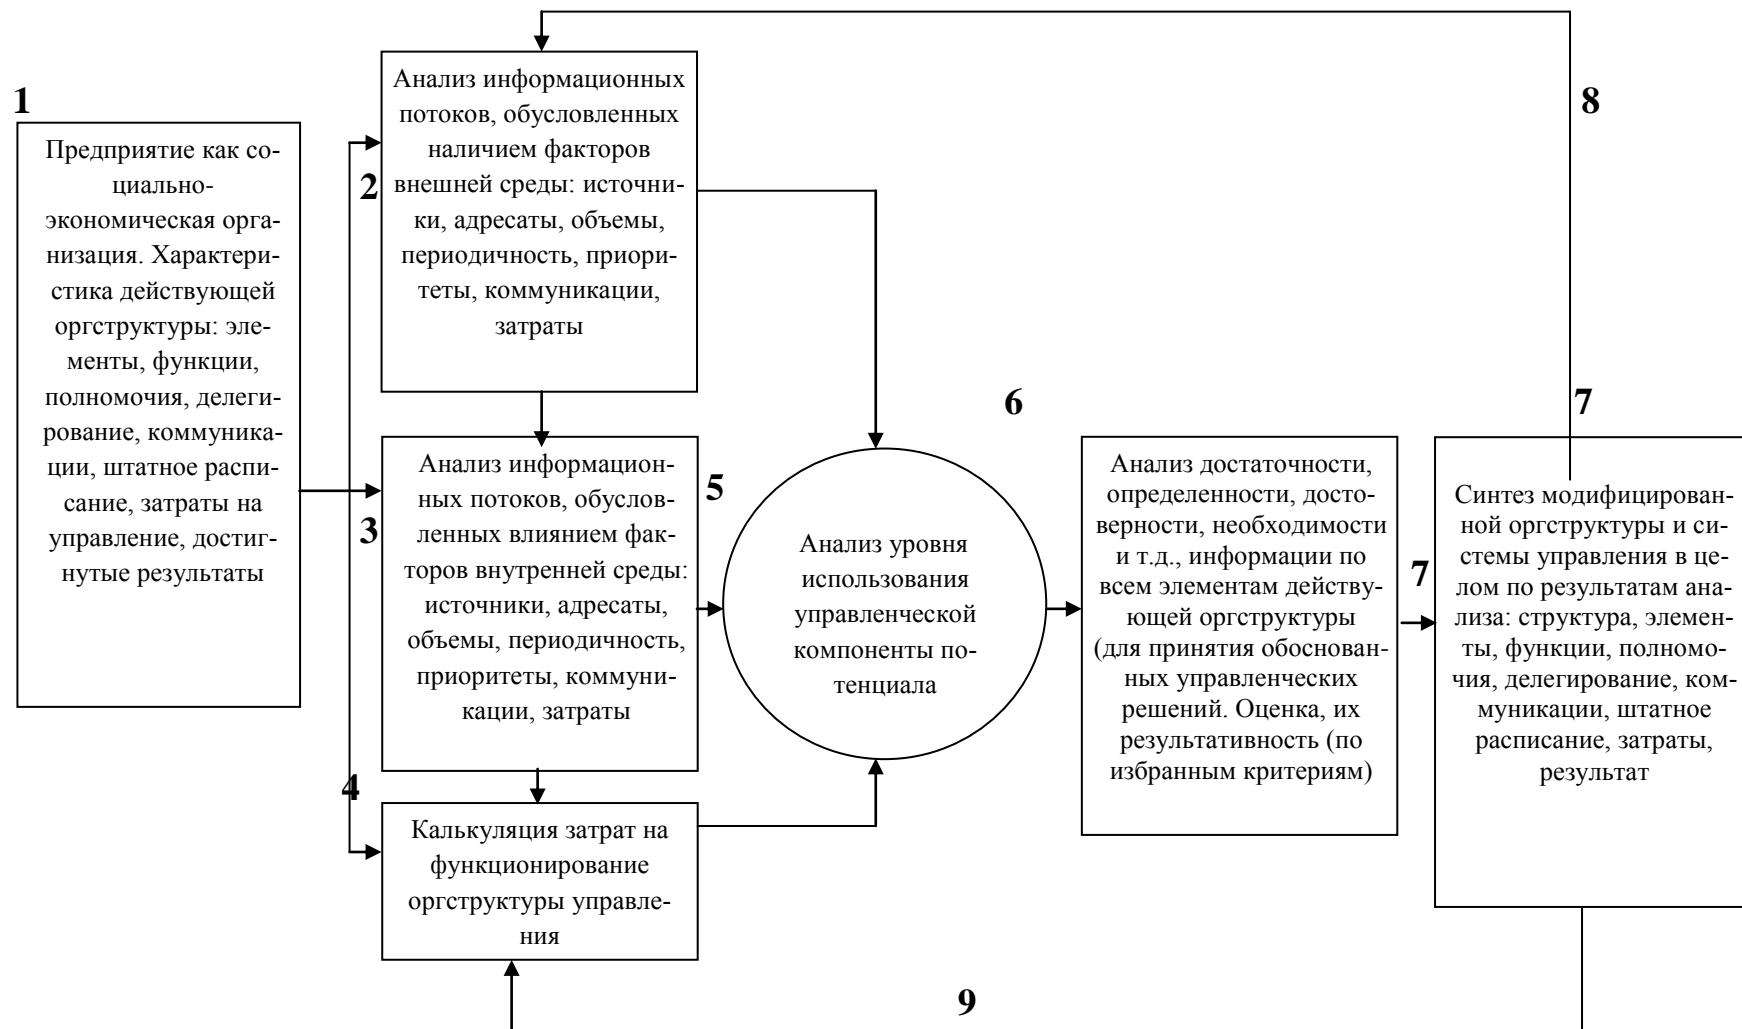 1
Предприятие как со-
циально-
экономическая орга-
низация. Характери-
стика действующей
оргструктуры: эле-
менты, функции,
полномочия, делеги-
рование, коммуника-
ции, штатное распи-
сание, затраты на
управление, достиг-
нутые результаты
2
Анализ информационных
потоков, обусловленных
наличием факторов
внешней среды: источни-
ки, адресаты, объемы,
периодичность, приори-
теты, коммуникации,
затраты
3
Анализ информацион-
ных потоков, обуслов-
ленных влиянием фак-
торов внутренней среды:
источники, адресаты,
объемы, периодичность,
приоритеты, коммуни-
кации, затраты
4
Калькуляция затрат на
функционирование
оргструктуры управле-
ния
5
Анализ уровня
использования
управленческой
компоненты по-
тенциала
6
Анализ достаточности,
определенности, досто-
верности, необходимости
и т.д., информации по
всем элементам действу-
ющей оргструктуры
(для принятия обоснован-
ных управленческих
решений. Оценка, их
результативность (по
избранным критериям)
7
7
Синтез модифицирован-
ной оргструктуры и си-
стемы управления в це-
лом по результатам ана-
лиза: структура, элемен-
ты, функции, полномо-
чия, делегирование, ком-
муникации, штатное
расписание, затраты,
результат
8
9